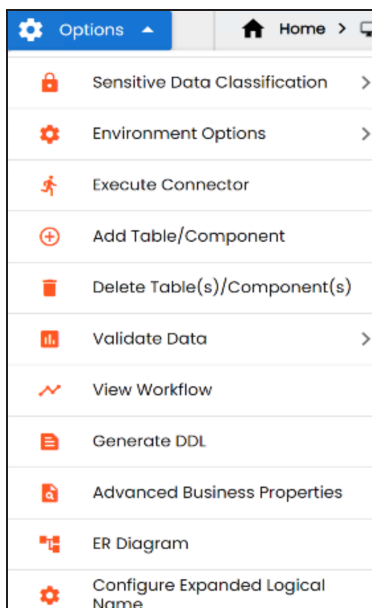 Options
Home >
Sensitive Data Classification
Environment Options
Execute Connector
Add Table/Component
Delete Table(s)/Component(s)
Validate Data
View Workflow
Generate DDL
Advanced Business Properties
ER Diagram
Configure Expanded Logical
Name